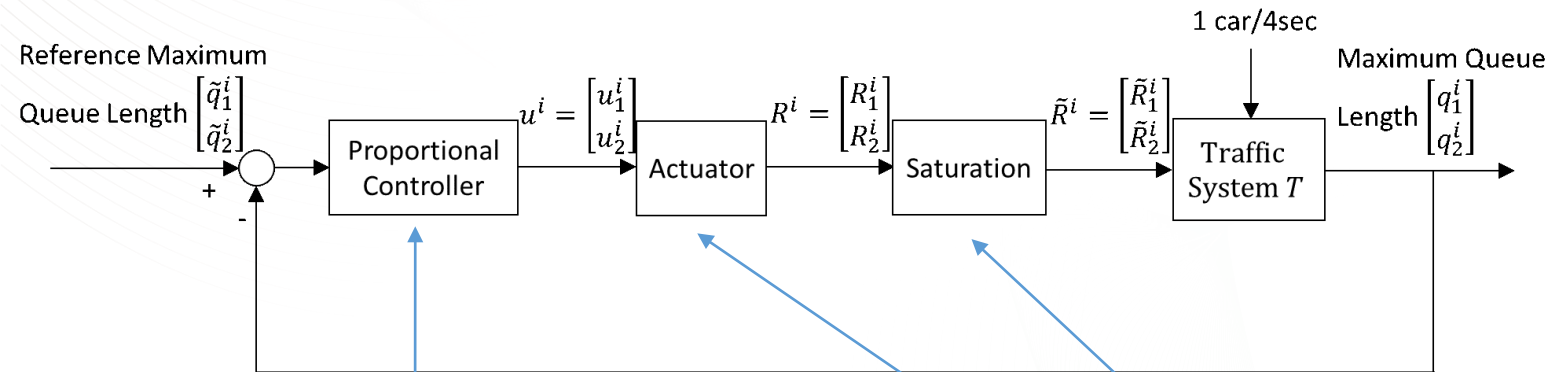 1 car/4sec
Reference Maximum
Queue Length [q̃₁ⁱ q̃₂ⁱ]
+
-
Proportional
Controller
uⁱ = [u₁ⁱ u₂ⁱ]
Actuator
Rⁱ = [R₁ⁱ R₂ⁱ]
Saturation
R̃ⁱ = [R̃₁ⁱ R̃₂ⁱ]
Traffic
System T
Maximum Queue
Length [q₁ⁱ q₂ⁱ]